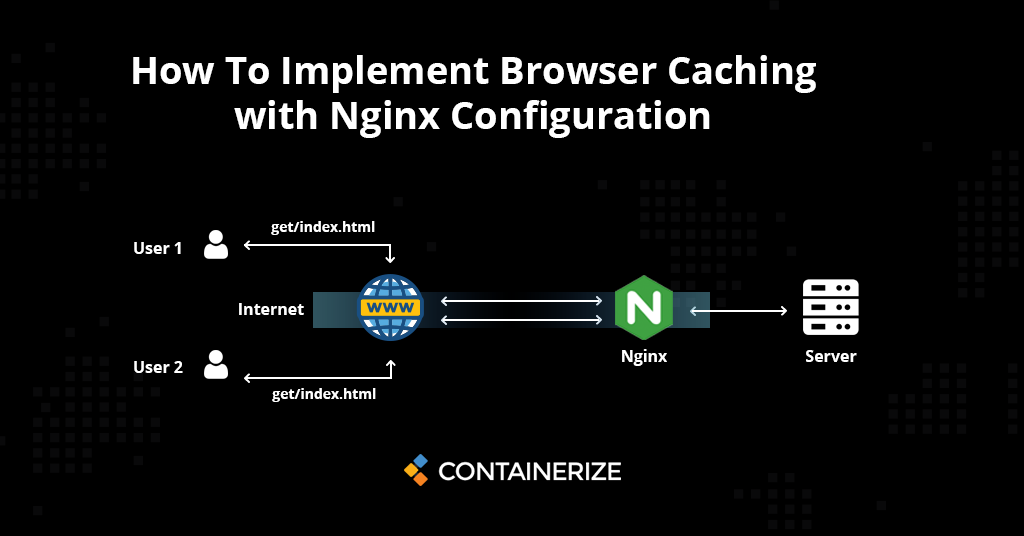 How To Implement Browser Caching
with Nginx Configuration
get/index.html
User 1
Internet
WWW
N
Nginx
Server
User 2
get/index.html
CONTAINERIZE